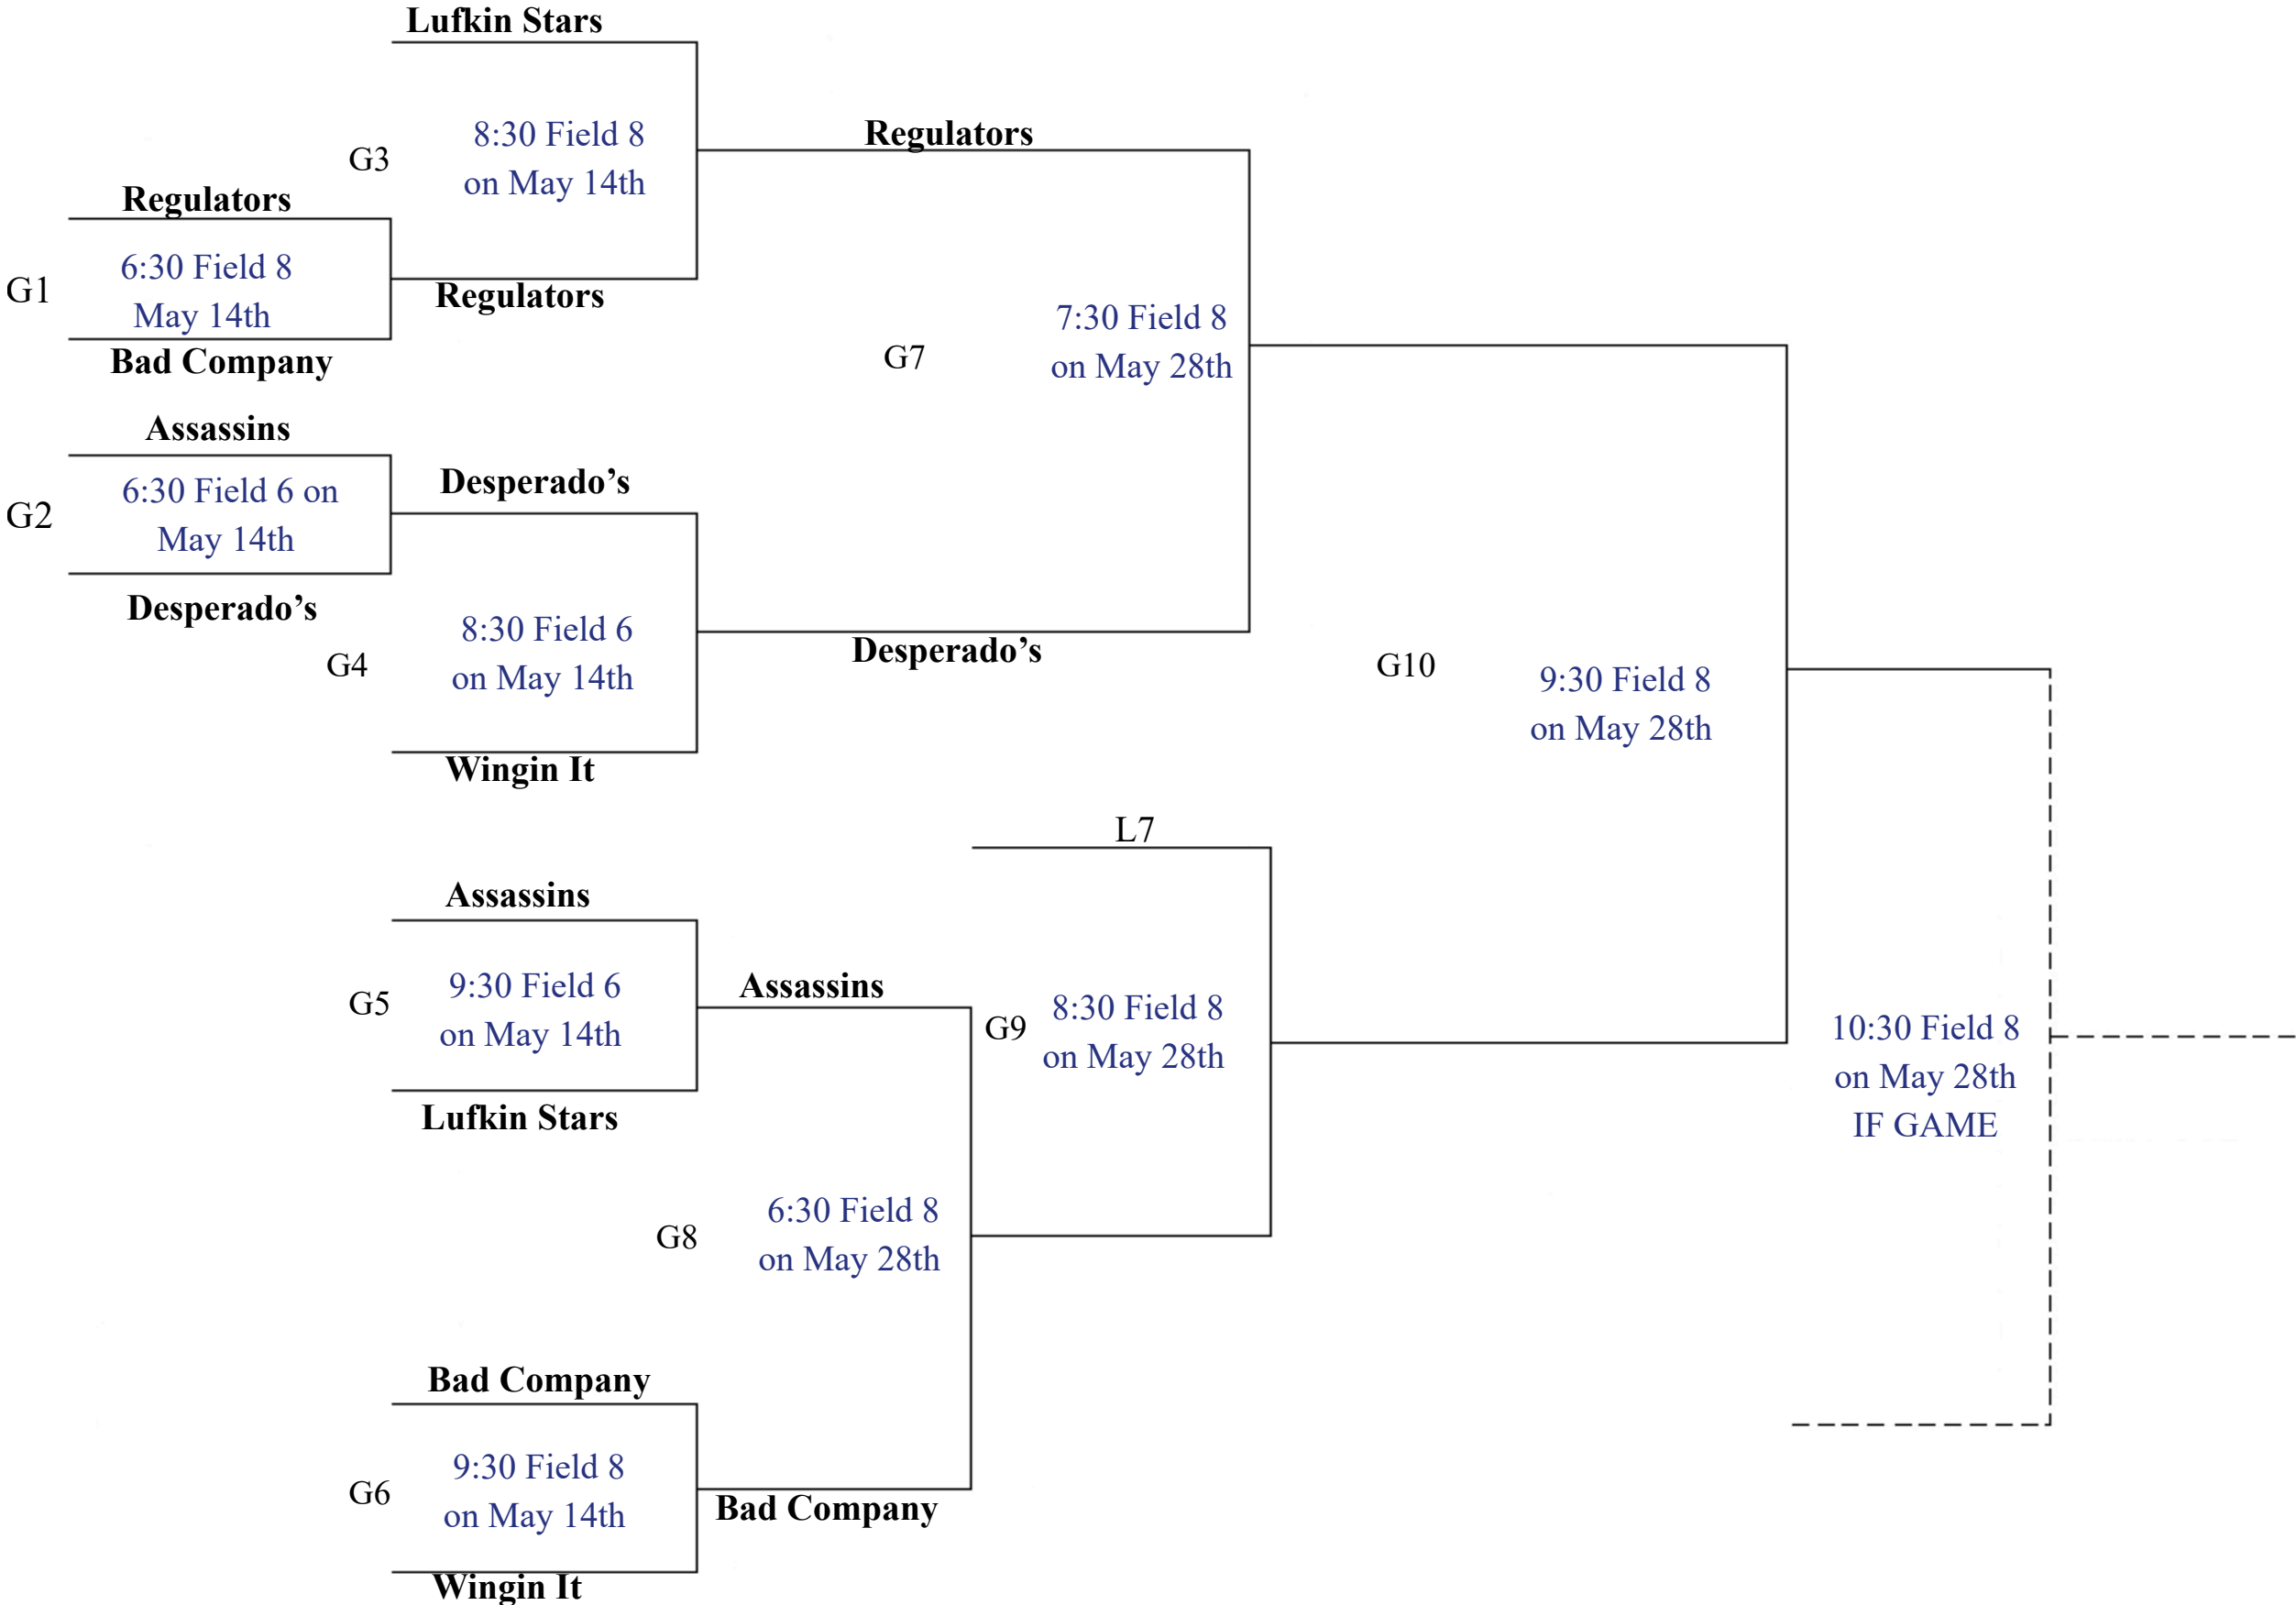 Lufkin Stars
G3
8:30 Field 8
on May 14th
Regulators
Regulators
G1
6:30 Field 8
May 14th
Bad Company
Regulators
G7
7:30 Field 8
on May 28th
Assassins
G2
6:30 Field 6 on
May 14th
Desperado’s
Desperado’s
G4
8:30 Field 6
on May 14th
Desperado’s
Wingin It
G10
9:30 Field 8
on May 28th
L7
Assassins
G5
9:30 Field 6
on May 14th
Lufkin Stars
Assassins
G9
8:30 Field 8
on May 28th
10:30 Field 8
on May 28th
IF GAME
G8
6:30 Field 8
on May 28th
Bad Company
G6
9:30 Field 8
on May 14th
Bad Company
Wingin It